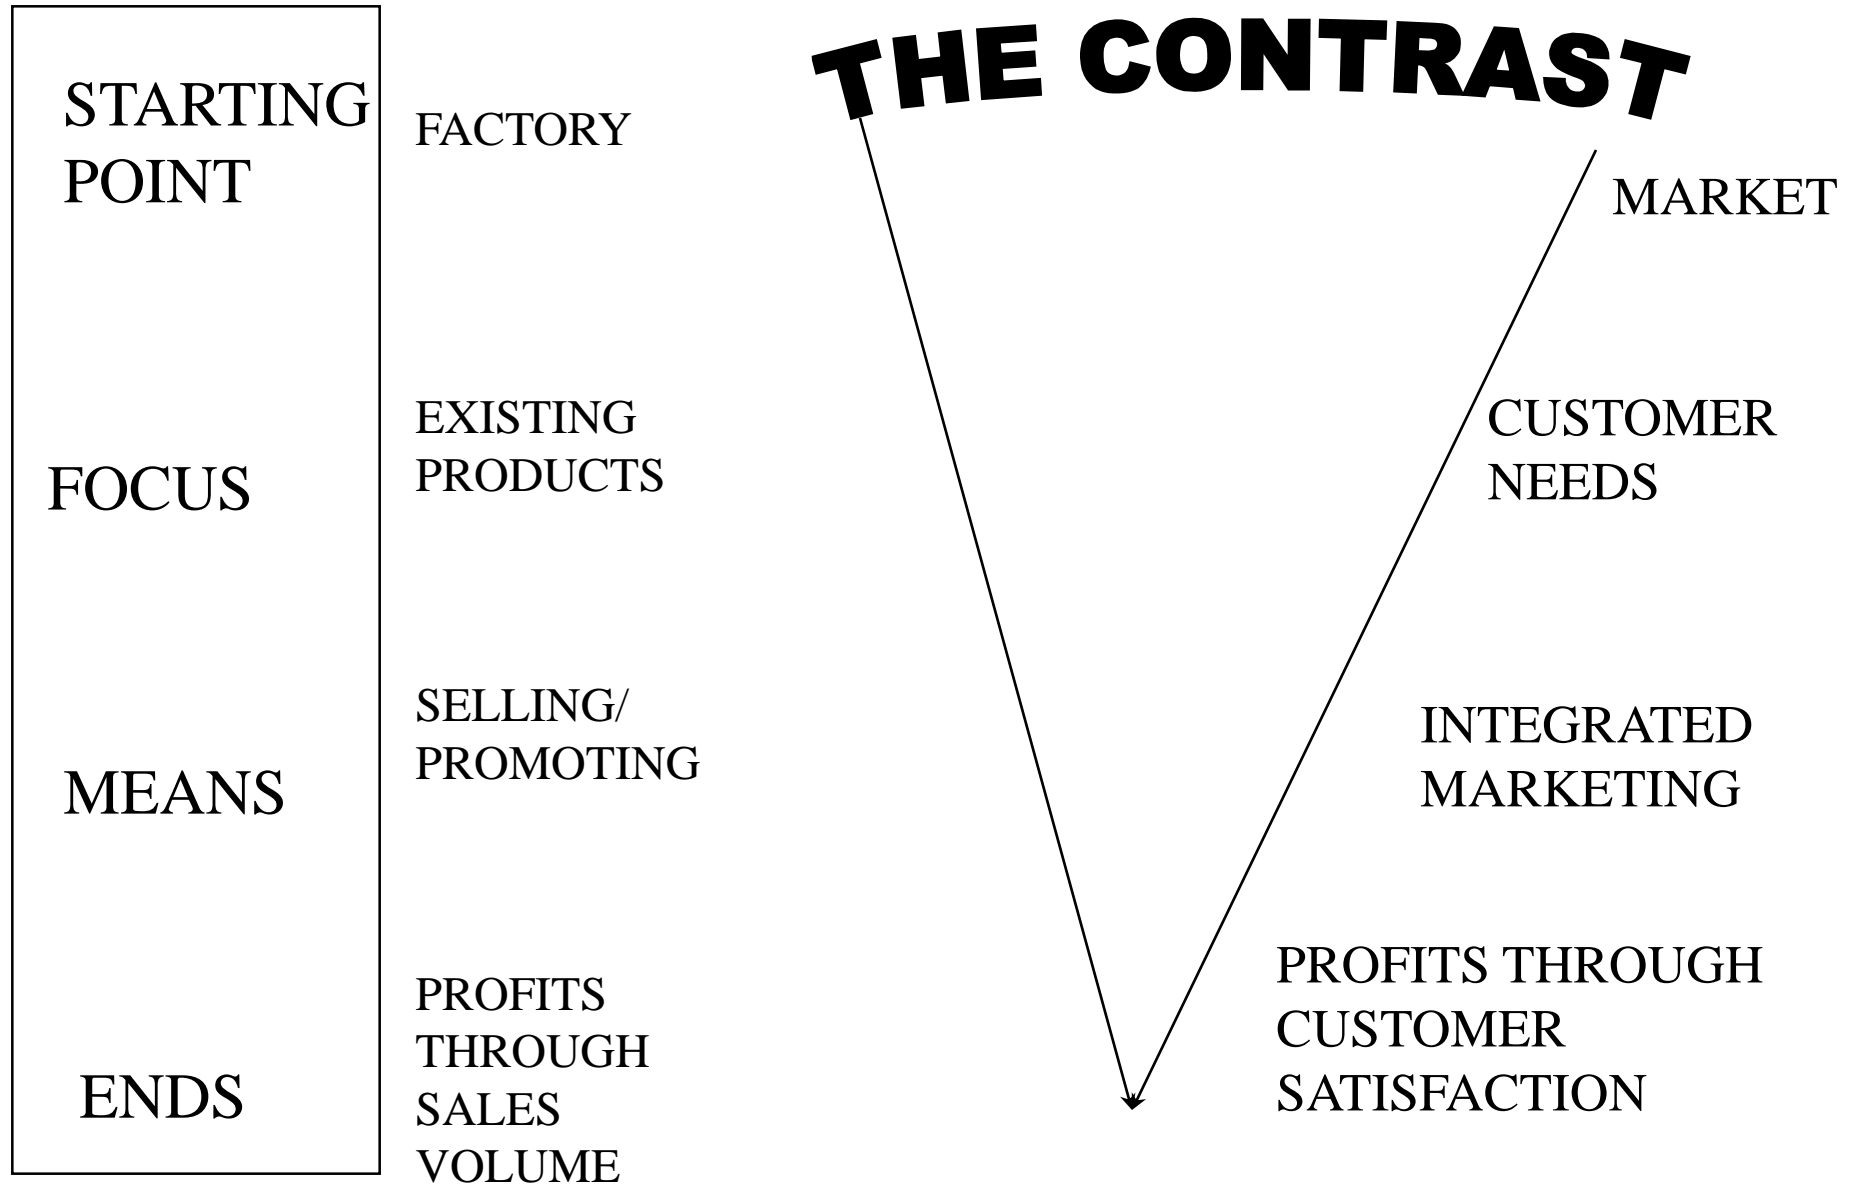 THE CONTRAST
STARTING
POINT
FACTORY
MARKET
FOCUS
EXISTING
PRODUCTS
CUSTOMER
NEEDS
MEANS
SELLING/
PROMOTING
INTEGRATED
MARKETING
ENDS
PROFITS
THROUGH
SALES
VOLUME
PROFITS THROUGH
CUSTOMER
SATISFACTION